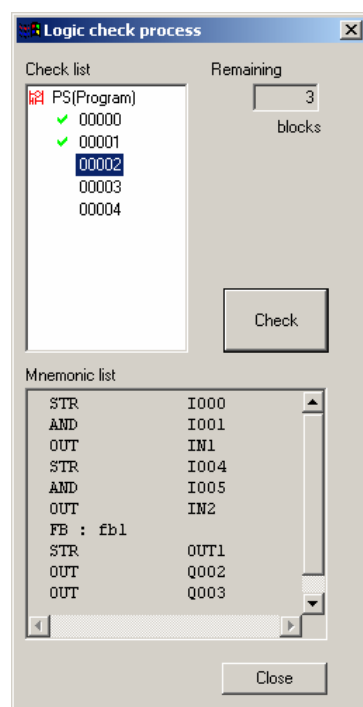 Logic check process
Check list
Remaining
PS(Program)
3
00000
blocks
00001
00002
00003
00004
Check
Mnemonic list
STR I000
AND I001
OUT IN1
STR I004
AND I005
OUT IN2
FB : fb1
STR OUT1
OUT Q002
OUT Q003
Close